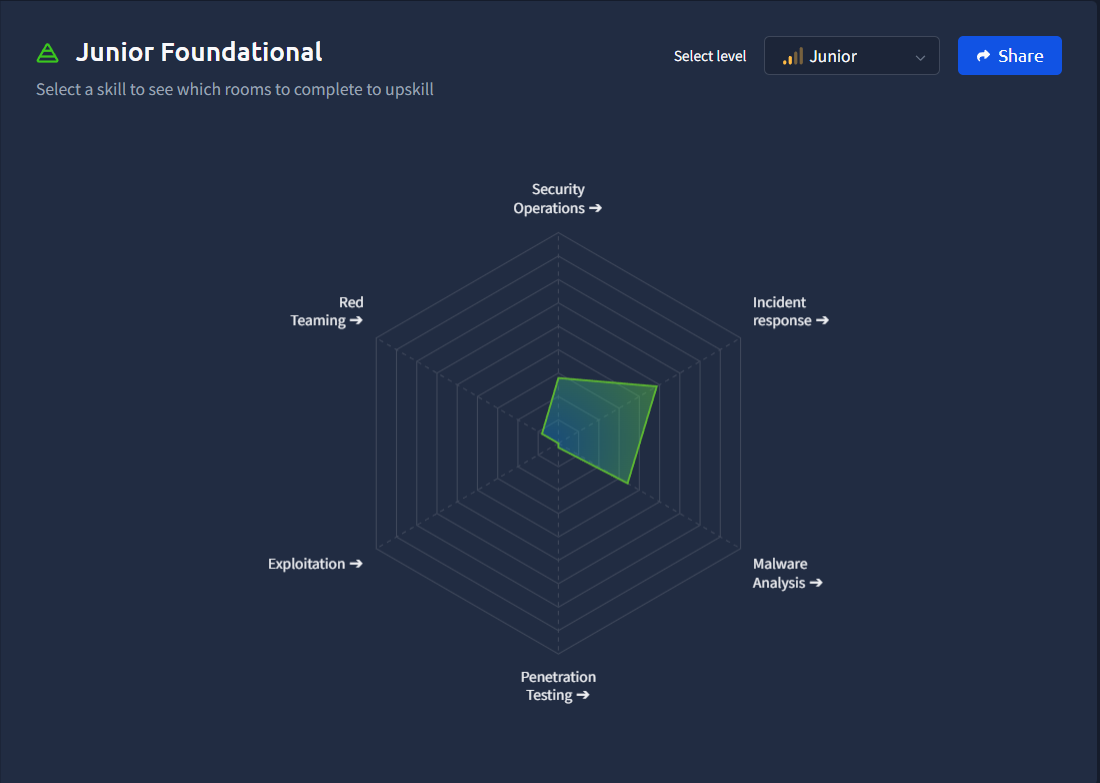 Junior Foundational
Select a skill to see which rooms to complete to upskill
Select level
Junior
Share
Security
Operations ➔
Red
Teaming ➔
Incident
response ➔
Exploitation ➔
Malware
Analysis ➔
Penetration
Testing ➔